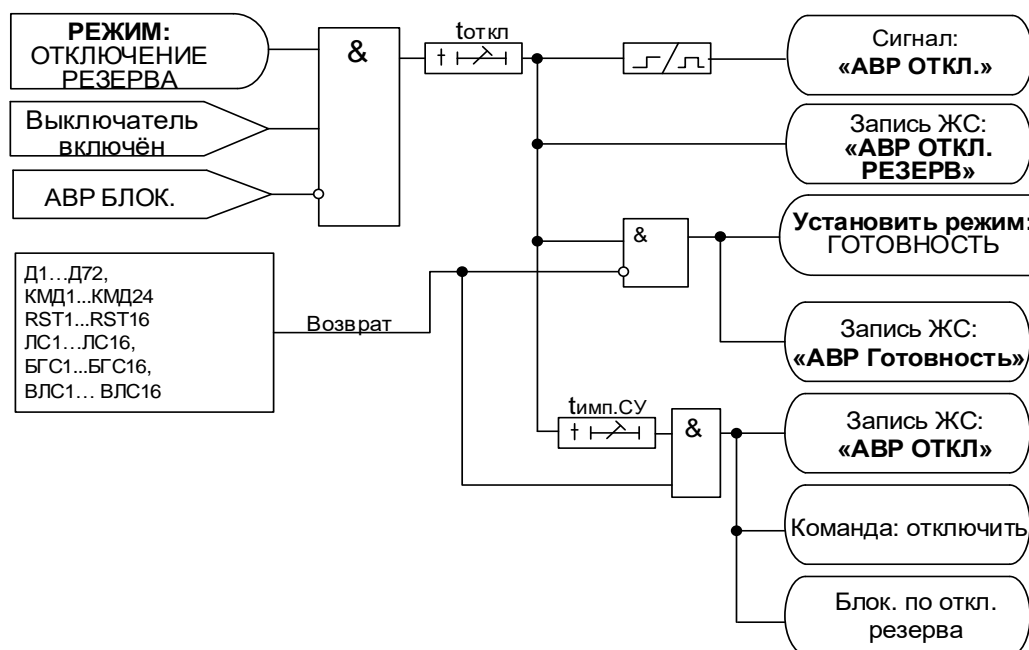 РЕЖИМ:
ОТКЛЮЧЕНИЕ
РЕЗЕРВА
Выключатель
включён
АВР БЛОК.
&
tоткл
Сигнал:
«АВР ОТКЛ.»
Запись ЖС:
«АВР ОТКЛ.
РЕЗЕРВ»
&
Установить режим:
ГОТОВНОСТЬ
Д1…Д72,
КМД1...КМД24
RST1...RST16
ЛС1…ЛС16,
БГС1...БГС16,
ВЛС1… ВЛС16
Возврат
Запись ЖС:
«АВР Готовность»
tимп.СУ
&
Запись ЖС:
«АВР ОТКЛ»
Команда: отключить
Блок. по откл.
резерва